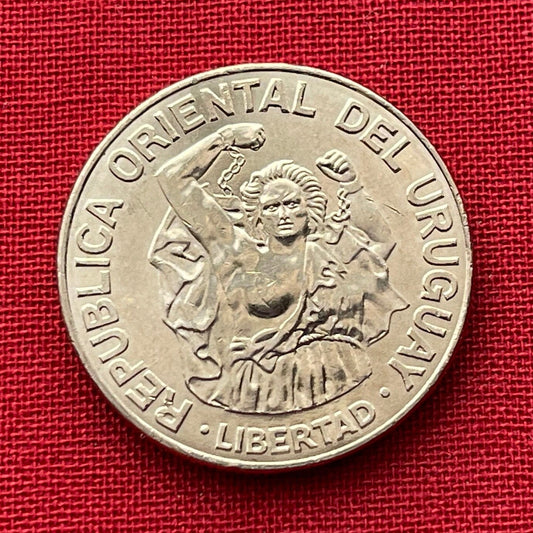 REPUBLICA ORIENTAL DEL URUGUAY
· LIBERTAD ·